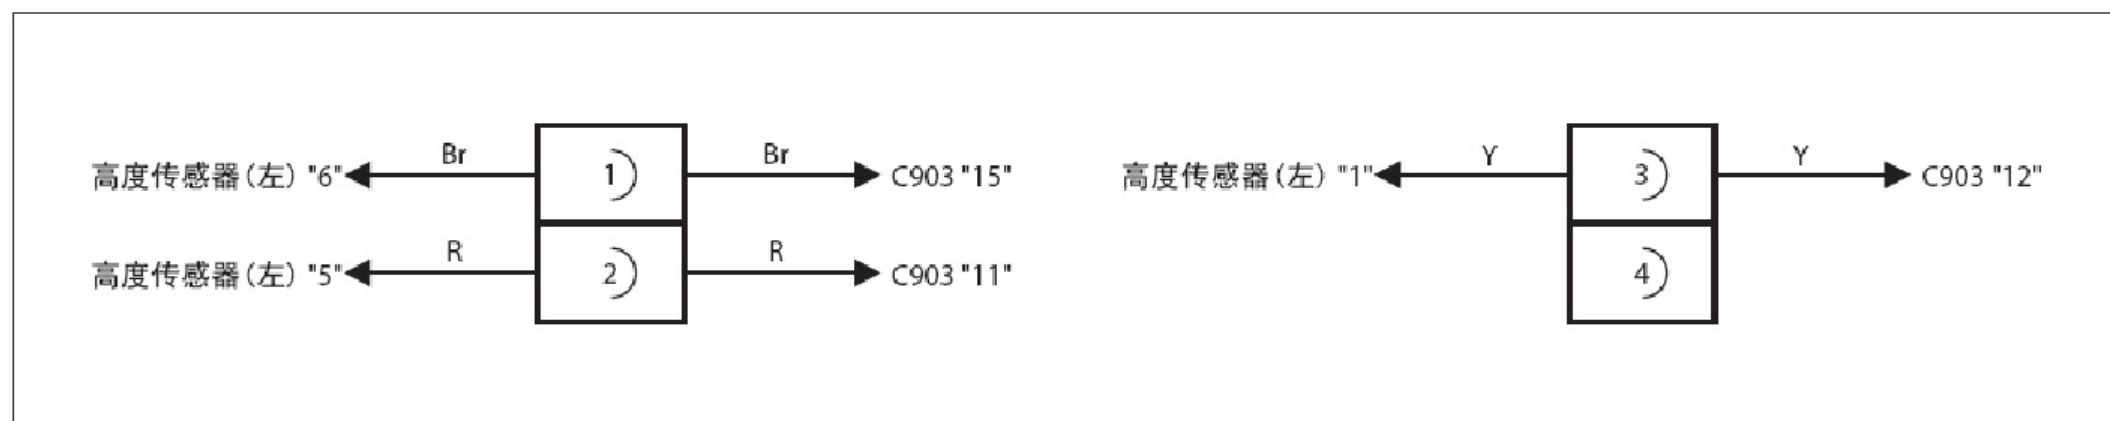 Br Br
高度传感器(左) "6" 1 C903 "15"
R R
高度传感器(左) "5" 2 C903 "11"
Y Y
高度传感器(左) "1" 3 C903 "12"
4